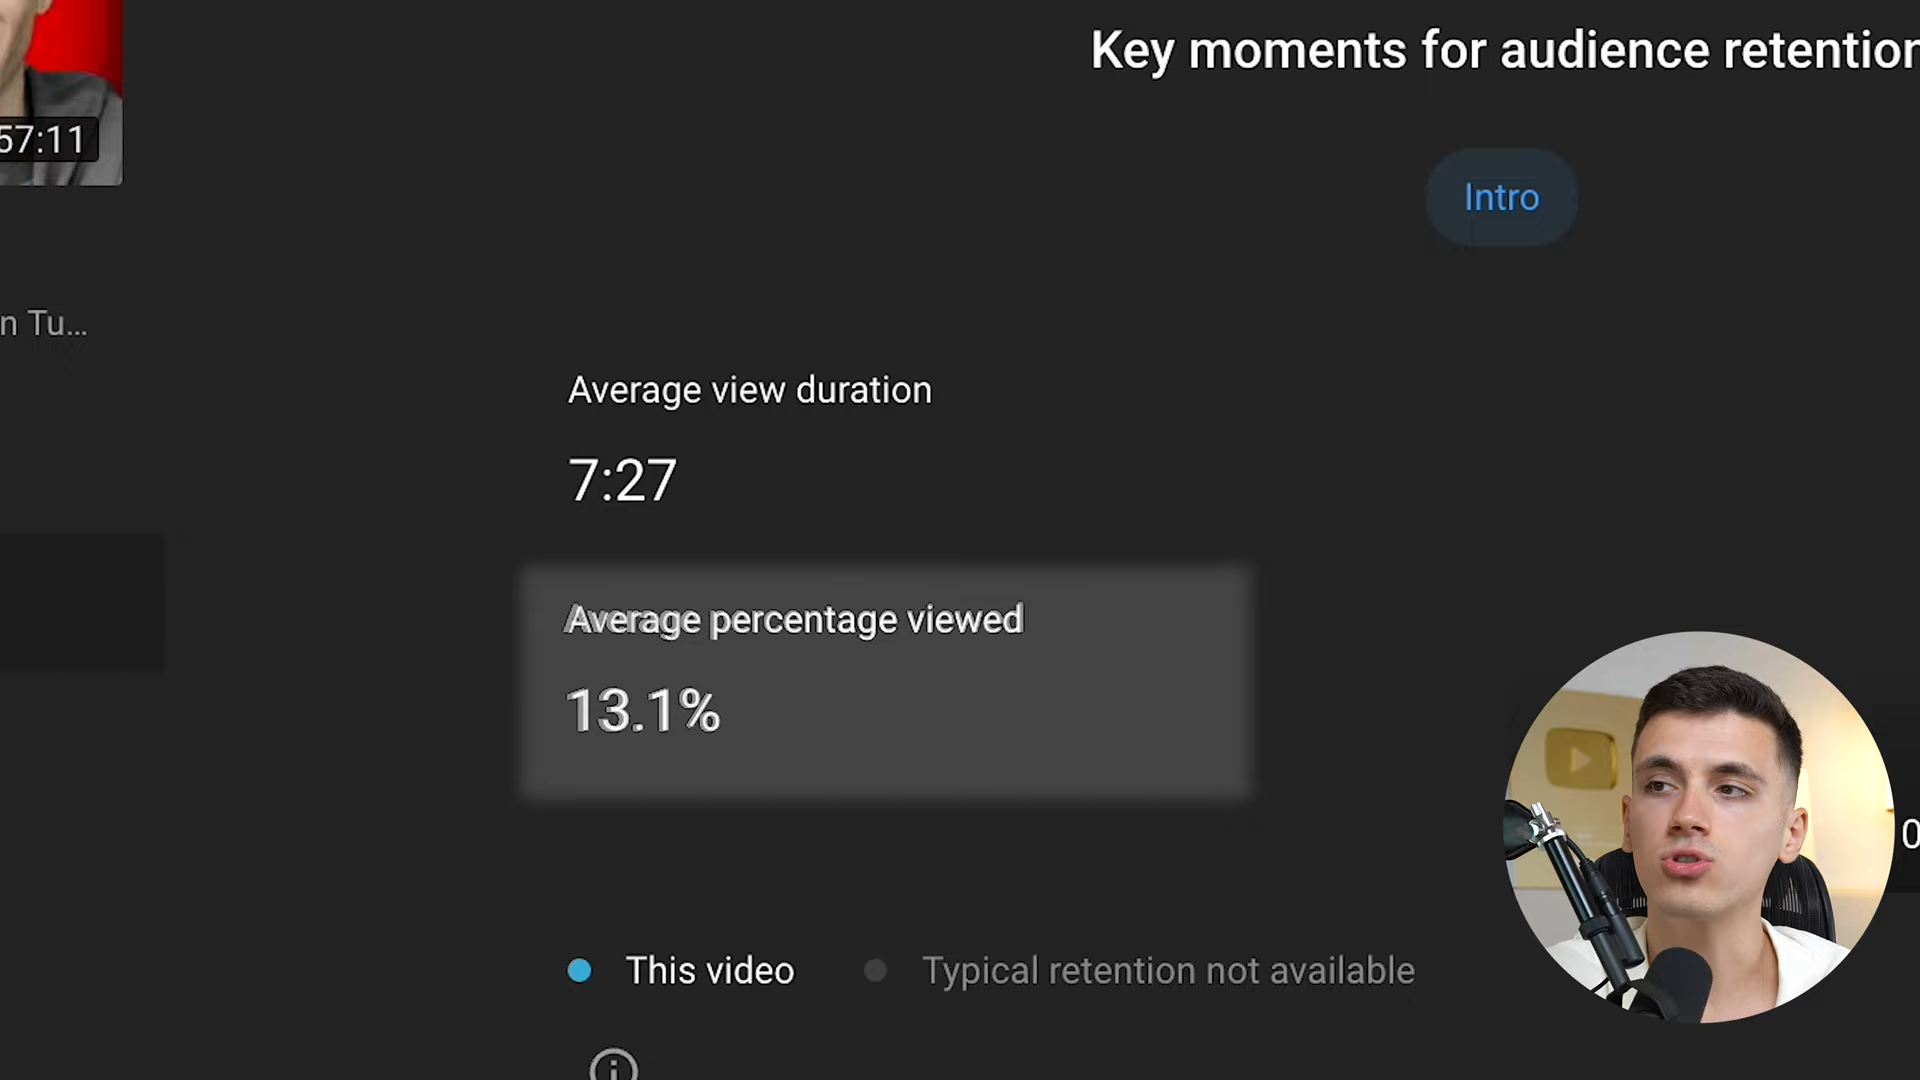 Key moments for audience retention
57:11
Intro
n Tu...
Average view duration
7:27
Average percentage viewed
13.1%
0
This video
Typical retention not available